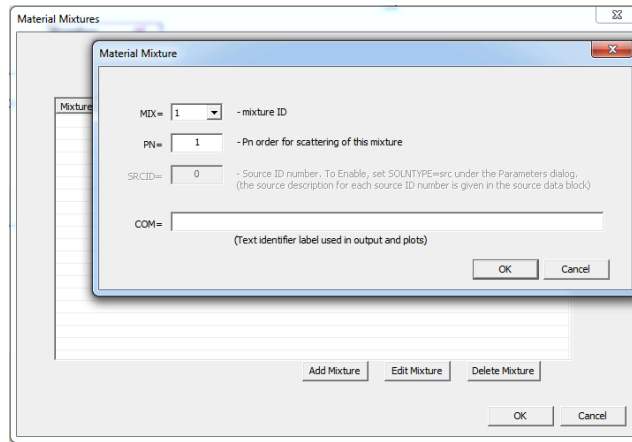 Material Mixtures
Material Mixture
Mixture
MIX= 1 - mixture ID
PN= 1 - Pn order for scattering of this mixture
SRCID= 0 - Source ID number. To Enable, set SOLNTYPE=src under the Parameters dialog.
(the source description for each source ID number is given in the source data block)
COM=
(Text identifier label used in output and plots)
OK Cancel
Add Mixture Edit Mixture Delete Mixture
OK Cancel